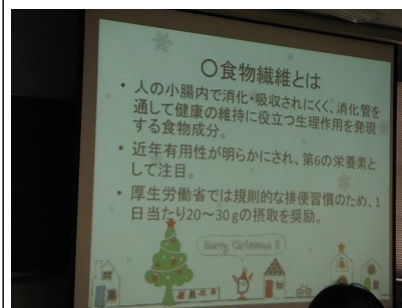 ○食物繊維とは
• 人の小腸内で消化・吸収されにくく、消化管を
通して健康の維持に役立つ生理作用を発現
する食物成分。
• 近年有用性が明らかにされ、第6の栄養素と
して注目。
• 厚生労働省では規則的な排便習慣のため、1
日当たり20～30gの摂取を奨励。
Merry Christmas!!